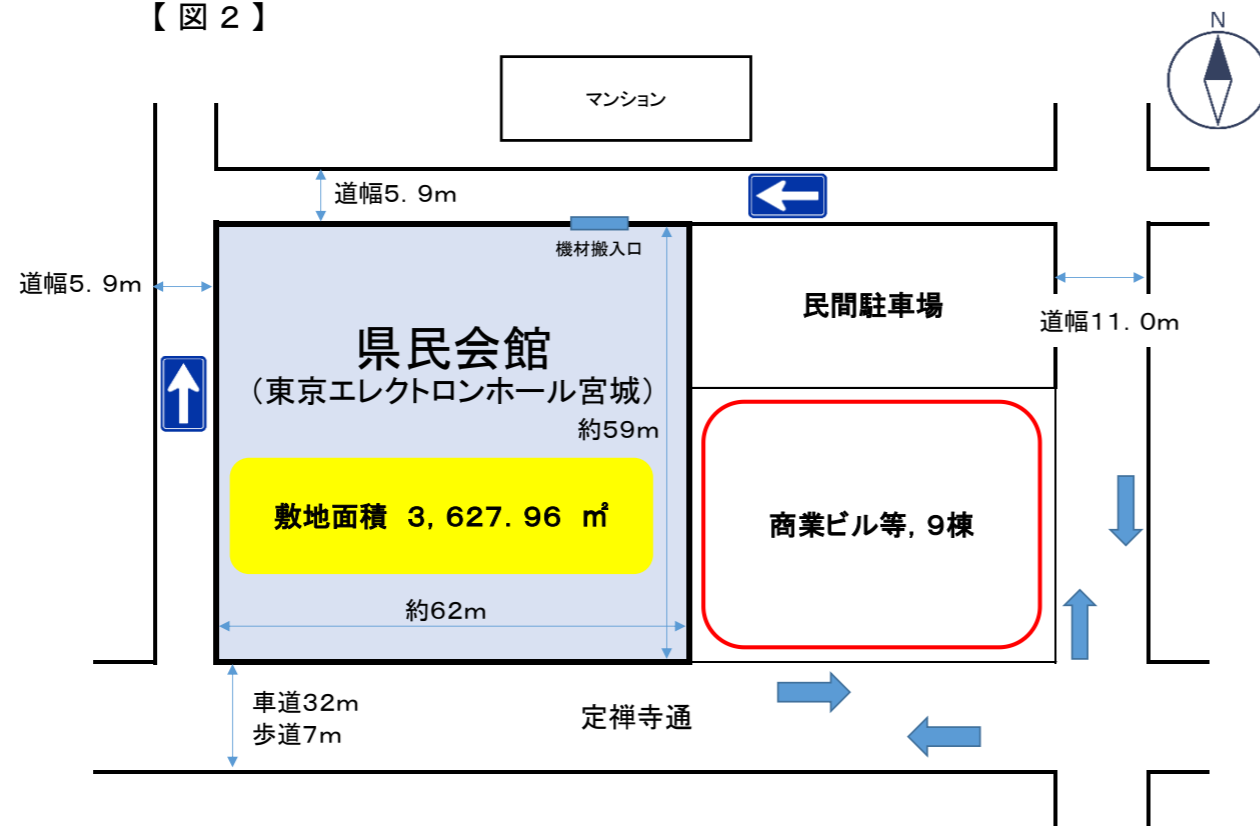 【図２】
N
マンション
道幅５．９ｍ
機材搬入口
道幅５．９ｍ
民間駐車場
道幅１１．０ｍ
県民会館
（東京エレクトロンホール宮城）
約５９ｍ
敷地面積　３，６２７．９６　㎡
商業ビル等，９棟
約６２ｍ
車道３２ｍ
歩道７ｍ
定禅寺通